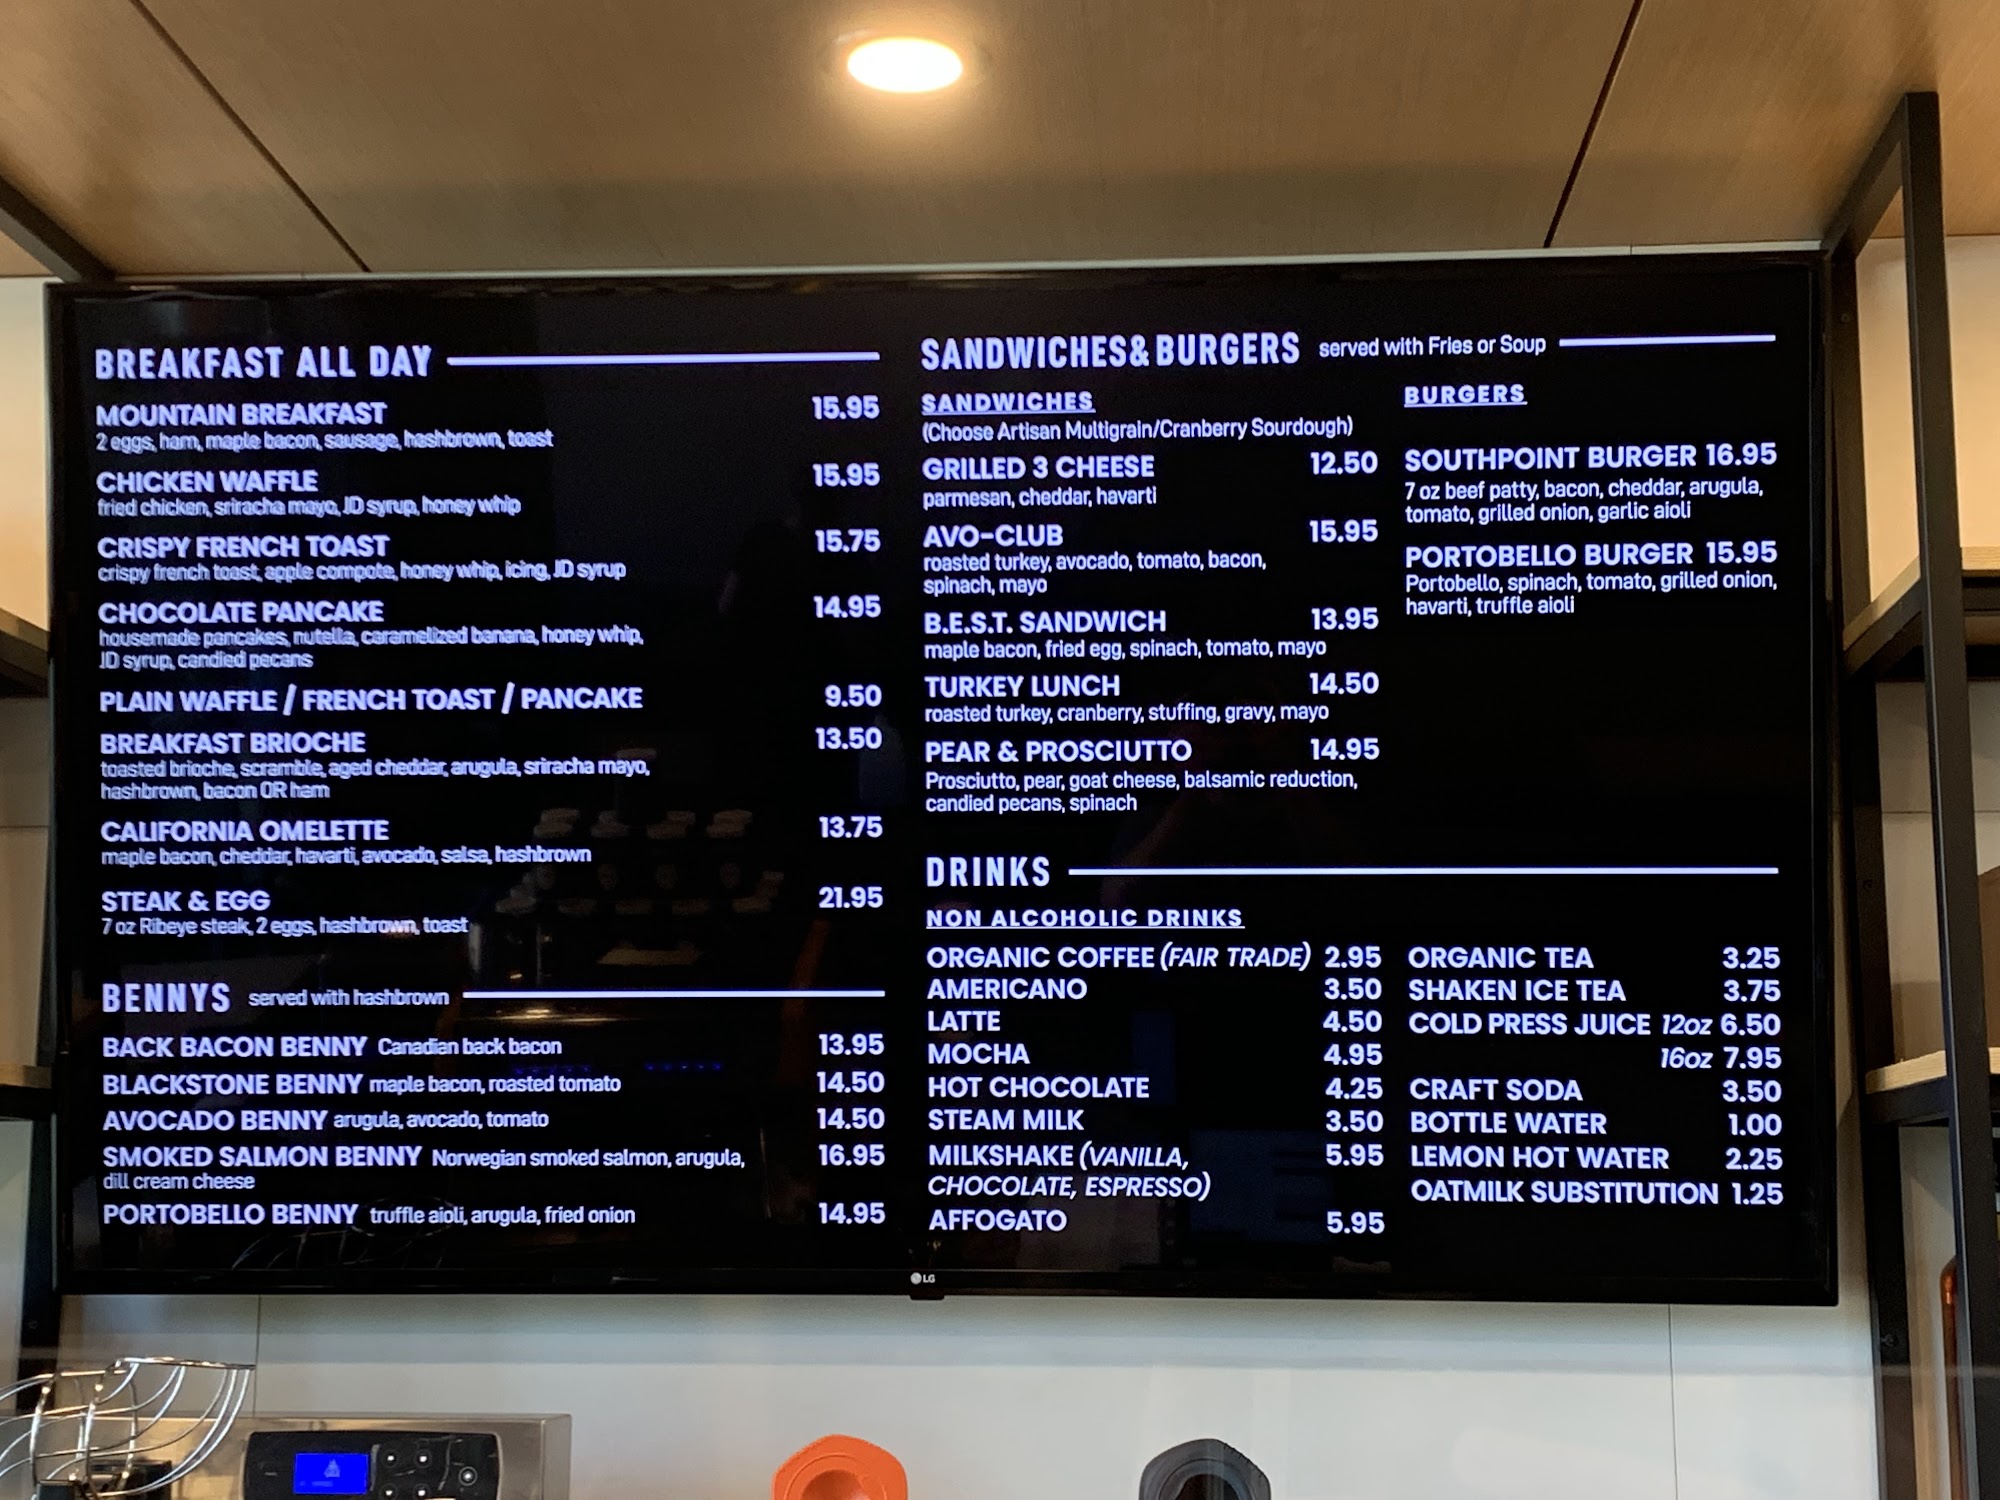 BREAKFAST ALL DAY
MOUNTAIN BREAKFAST 15.95
2 eggs, ham, maple bacon, sausage, hashbrown, toast
CHICKEN WAFFLE 15.95
fried chicken, sriracha mayo, JD syrup, honey whip
CRISPY FRENCH TOAST 15.75
crispy french toast, apple compote, honey whip, icing, JD syrup
CHOCOLATE PANCAKE 14.95
housemade pancakes, nutella, caramelized banana, honey whip,
JD syrup, candied pecans
PLAIN WAFFLE / FRENCH TOAST / PANCAKE 9.50
BREAKFAST BRIOCHE 13.50
toasted brioche, scramble, aged cheddar, arugula, sriracha mayo,
hashbrown, bacon OR ham
CALIFORNIA OMELETTE 13.75
maple bacon, cheddar, havarti, avocado, salsa, hashbrown
STEAK & EGG 21.95
7 oz Ribeye steak, 2 eggs, hashbrown, toast
BENNYS served with hashbrown
BACK BACON BENNY Canadian back bacon 13.95
BLACKSTONE BENNY maple bacon, roasted tomato 14.50
AVOCADO BENNY arugula, avocado, tomato 14.50
SMOKED SALMON BENNY Norwegian smoked salmon, arugula, 16.95
dill cream cheese
PORTOBELLO BENNY truffle aioli, arugula, fried onion 14.95
SANDWICHES & BURGERS served with Fries or Soup
SANDWICHES
(Choose Artisan Multigrain/Cranberry Sourdough)
GRILLED 3 CHEESE 12.50
parmesan, cheddar, havarti
AVO-CLUB 15.95
roasted turkey, avocado, tomato, bacon,
spinach, mayo
B.E.S.T. SANDWICH 13.95
maple bacon, fried egg, spinach, tomato, mayo
TURKEY LUNCH 14.50
roasted turkey, cranberry, stuffing, gravy, mayo
PEAR & PROSCIUTTO 14.95
Prosciutto, pear, goat cheese, balsamic reduction,
candied pecans, spinach
BURGERS
SOUTHPOINT BURGER 16.95
7 oz beef patty, bacon, cheddar, arugula,
tomato, grilled onion, garlic aioli
PORTOBELLO BURGER 15.95
Portobello, spinach, tomato, grilled onion,
havarti, truffle aioli
DRINKS
NON ALCOHOLIC DRINKS
ORGANIC COFFEE (FAIR TRADE) 2.95
AMERICANO 3.50
LATTE 4.50
MOCHA 4.95
HOT CHOCOLATE 4.25
STEAM MILK 3.50
MILKSHAKE (VANILLA, 5.95
CHOCOLATE, ESPRESSO)
AFFOGATO 5.95
ORGANIC TEA 3.25
SHAKEN ICE TEA 3.75
COLD PRESS JUICE 12oz 6.50
16oz 7.95
CRAFT SODA 3.50
BOTTLE WATER 1.00
LEMON HOT WATER 2.25
OATMILK SUBSTITUTION 1.25
LG